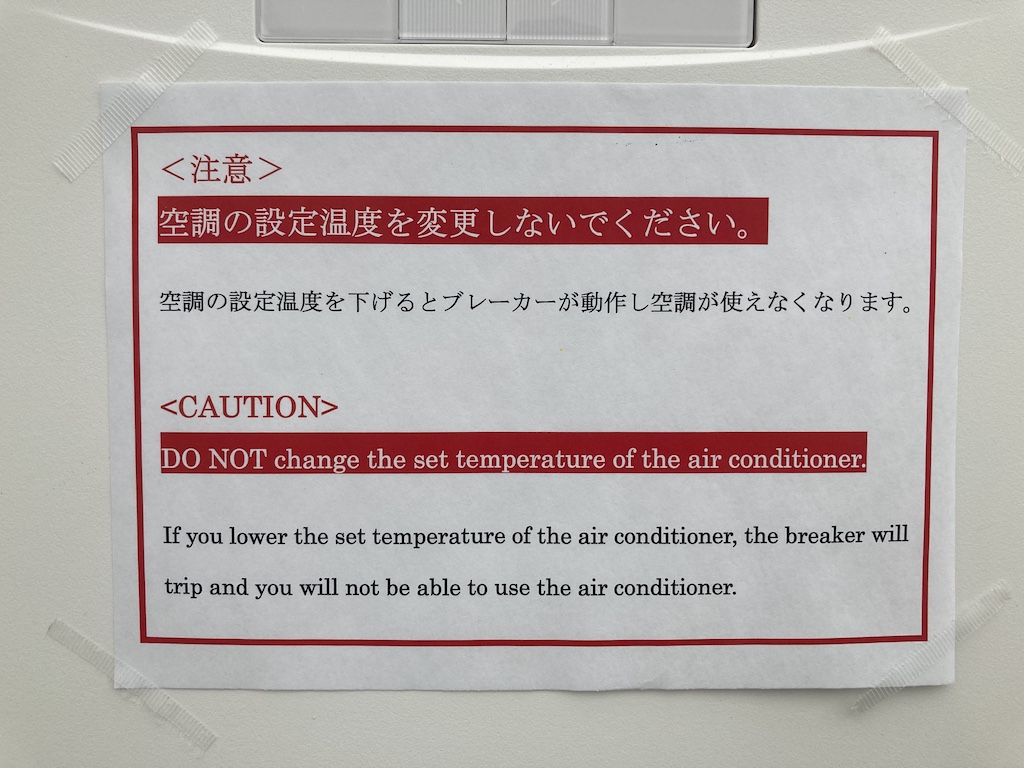 ＜注意＞
空調の設定温度を変更しないでください。
空調の設定温度を下げるとブレーカーが動作し空調が使えなくなります。
<CAUTION>
DO NOT change the set temperature of the air conditioner.
If you lower the set temperature of the air conditioner, the breaker will
trip and you will not be able to use the air conditioner.